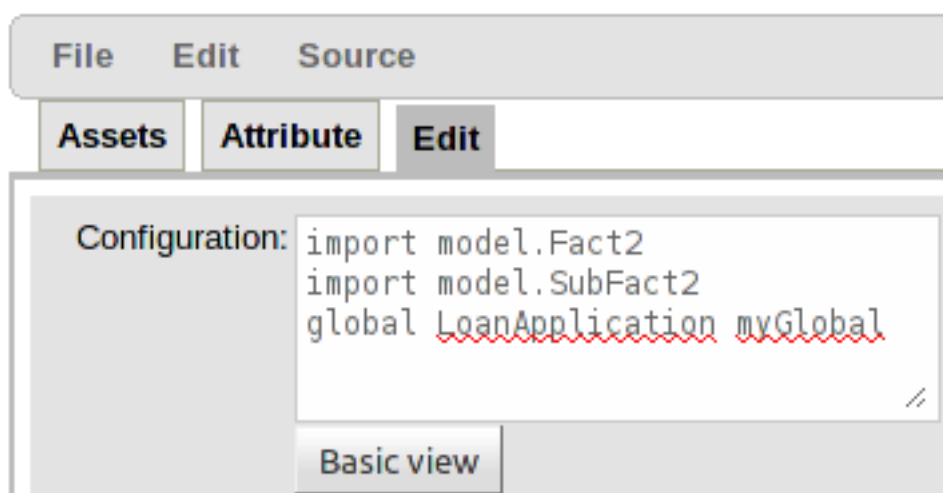 File Edit Source
Assets Attribute Edit
Configuration:
import model.Fact2
import model.SubFact2
global LoanApplication myGlobal
Basic view